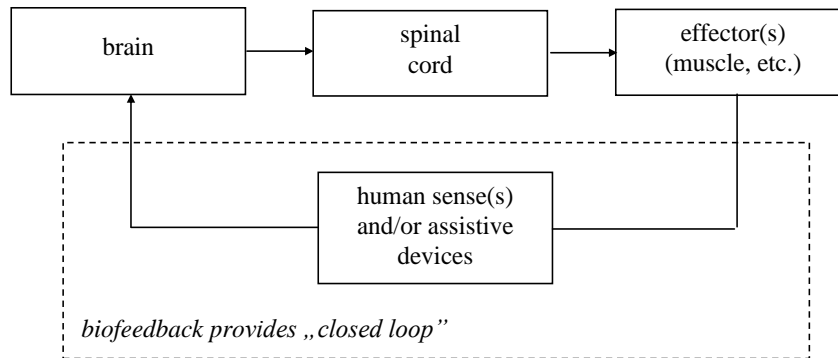 brain
spinal
cord
effector(s)
(muscle, etc.)
human sense(s)
and/or assistive
devices
biofeedback provides „closed loop”